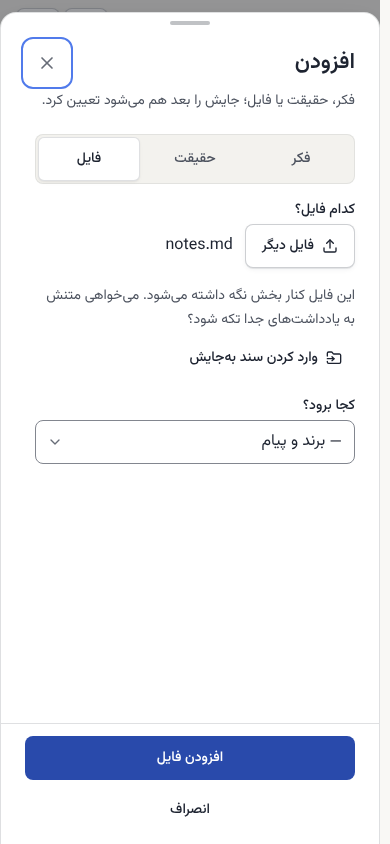 افزودن
فکر، حقیقت یا فایل؛ جایش را بعد هم می‌شود تعیین کرد.
فکر
حقیقت
فایل
کدام فایل؟
فایل دیگر
notes.md
این فایل کنار بخش نگه داشته می‌شود. می‌خواهی متنش
به یادداشت‌های جدا تکه شود؟
وارد کردن سند به‌جایش
کجا برود؟
— برند و پیام
افزودن فایل
انصراف